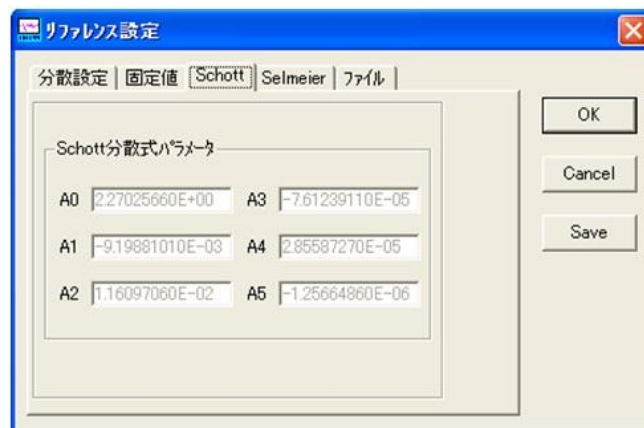 リファレンス設定
分散設定 固定値 Schott Selmeier ファイル
OK
Cancel
Save
Schott分散式パラメータ
A0 2.27025660E+00 A3 -7.61239110E-05
A1 -9.19881010E-03 A4 2.85587270E-05
A2 1.16097060E-02 A5 -1.25664860E-06